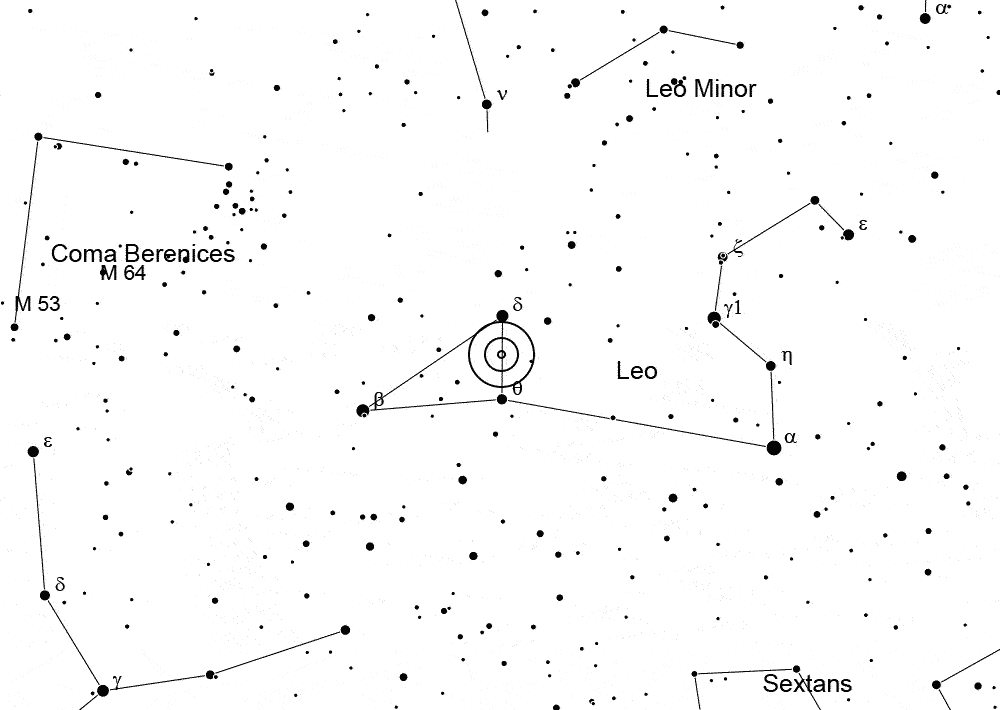 α
ν
Leo Minor
ε
ζ
Coma Berenices
M 64
M 53
δ
γ1
η
Leo
θ
β
α
ε
δ
γ
Sextans